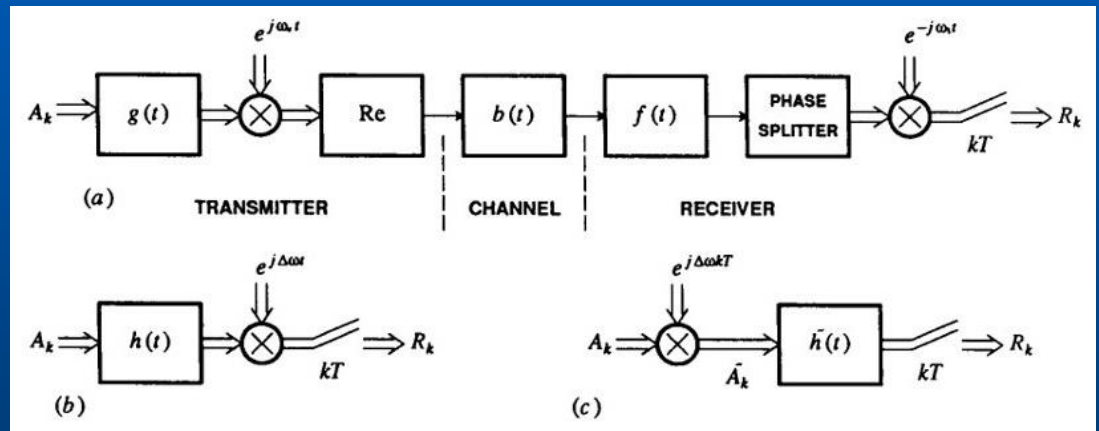 e^{jω_c t} e^{-jω_1 t}
A_k g(t) Re b(t) f(t) PHASE SPLITTER kT R_k
(a) TRANSMITTER CHANNEL RECEIVER
e^{jΔωt} e^{jΔωkT}
A_k h(t) kT R_k A_k Ã_k h̃(t) kT R_k
(b) (c)